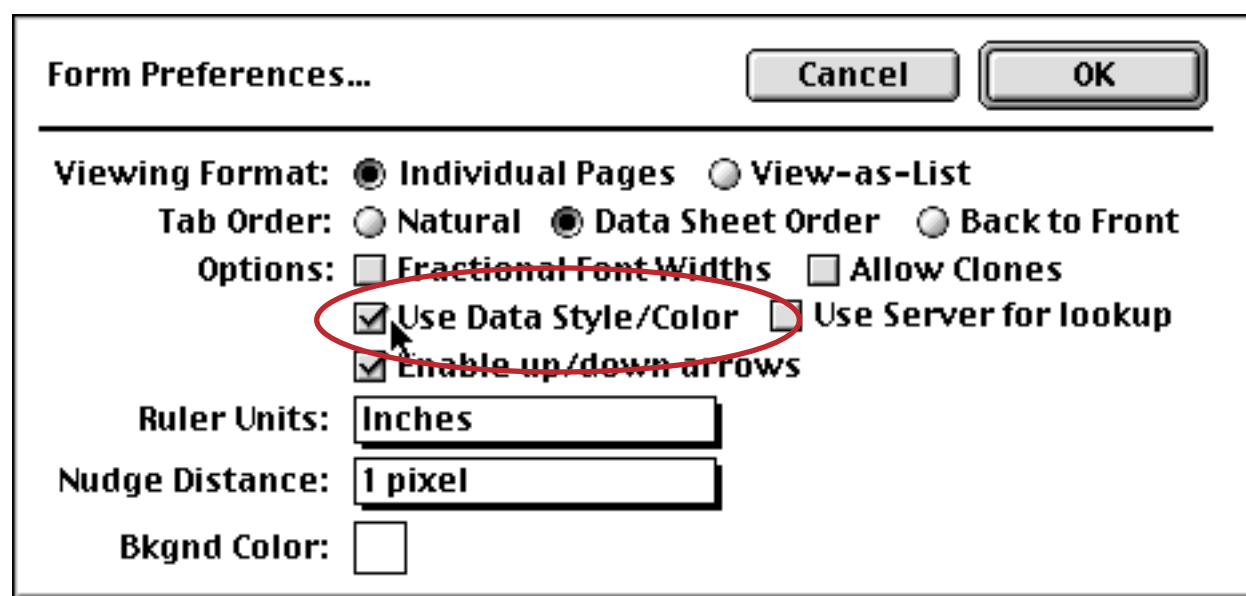 Form Preferences... Cancel OK
Viewing Format: Individual Pages View-as-List
Tab Order: Natural Data Sheet Order Back to Front
Options: Fractional Font Widths Allow Clones
Use Data Style/Color Use Server for lookup
Enable up/down arrows
Ruler Units: Inches
Nudge Distance: 1 pixel
Bkgnd Color: